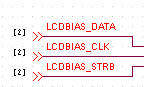 [2] LCDBIAS_DATA
[2] LCDBIAS_CLK
[2] LCDBIAS_STRB